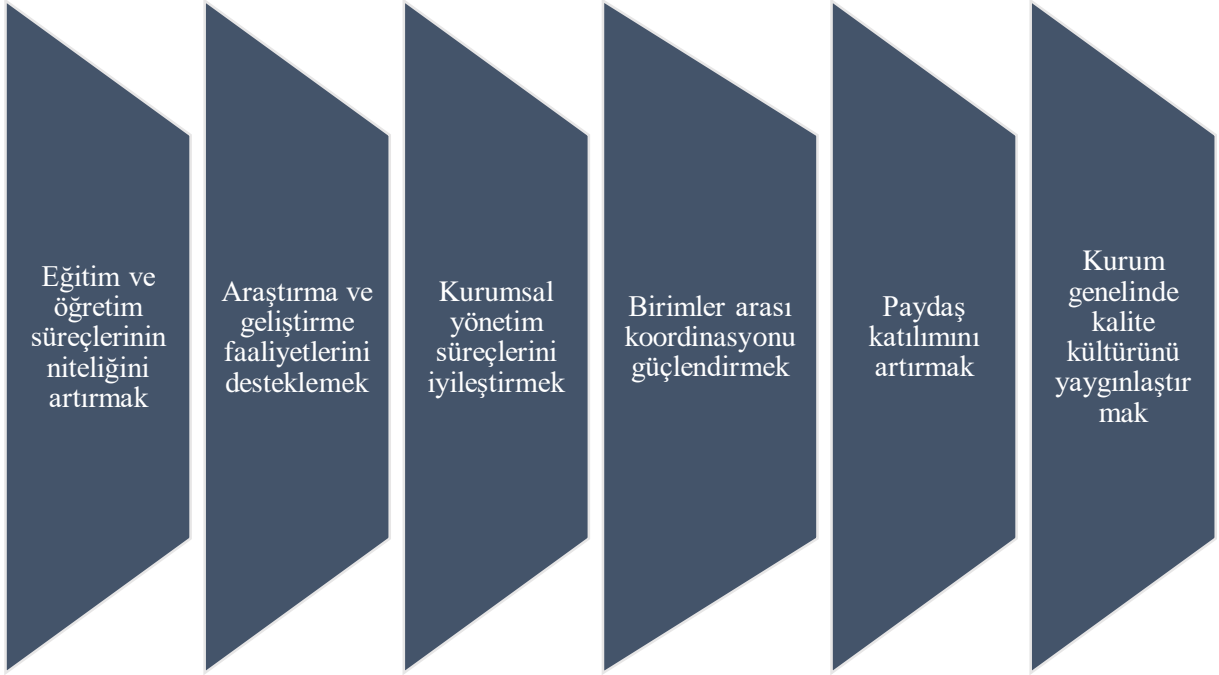 Eğitim ve
öğretim
süreçlerinin
niteliğini
artırmak
Araştırma ve
geliştirme
faaliyetlerini
desteklemek
Kurumsal
yönetim
süreçlerini
iyileştirmek
Birimler arası
koordinasyonu
güçlendirmek
Paydaş
katılımını
artırmak
Kurum
genelinde
kalite
kültürünü
yaygınlaştır
mak